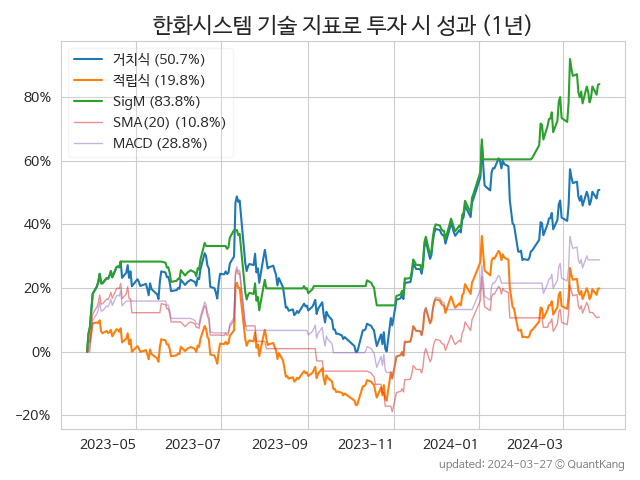 한화시스템 기술 지표로 투자 시 성과 (1년)
거치식 (50.7%)
적립식 (19.8%)
SigM (83.8%)
SMA(20) (10.8%)
MACD (28.8%)
80%
60%
40%
20%
0%
−20%
2023-05 2023-07 2023-09 2023-11 2024-01 2024-03
updated: 2024-03-27 © QuantKang